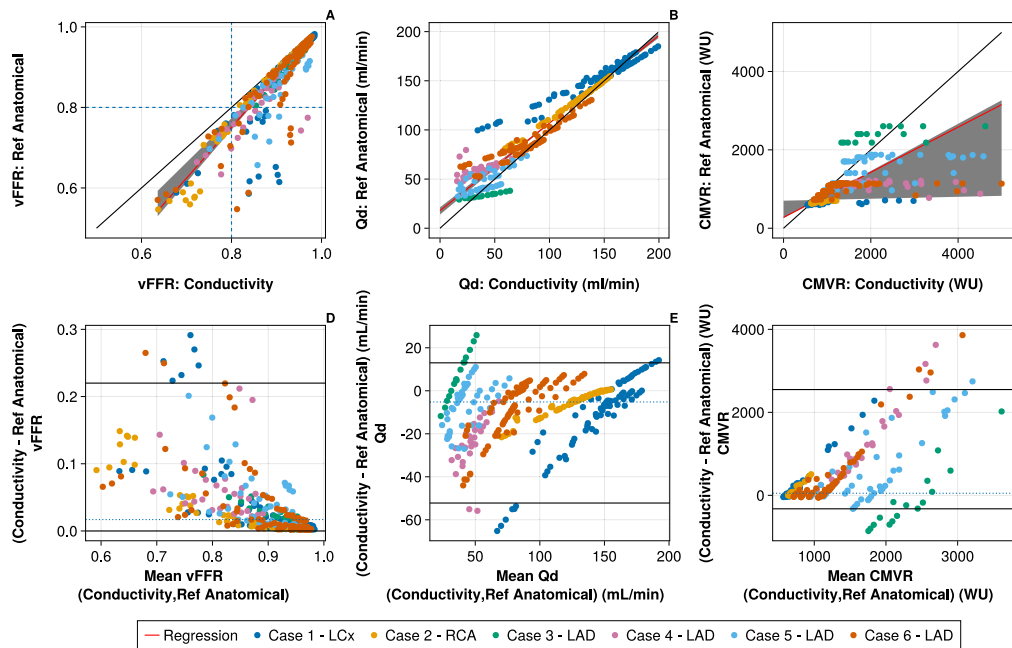 A
B
vFFR: Ref Anatomical
1.0
0.8
0.6
0.6
0.8
1.0
vFFR: Conductivity
Qd: Ref Anatomical (ml/min)
200
150
100
50
0
0
50
100
150
200
Qd: Conductivity (ml/min)
CMVR: Ref Anatomical (WU)
4000
2000
0
0
2000
4000
CMVR: Conductivity (WU)
D
E
(Conductivity - Ref Anatomical)
vFFR
0.3
0.2
0.1
0.0
0.6
0.7
0.8
0.9
1.0
Mean vFFR
(Conductivity,Ref Anatomical)
(Conductivity - Ref Anatomical) (mL/min)
Qd
20
0
-20
-40
-60
50
100
150
200
Mean Qd
(Conductivity,Ref Anatomical) (mL/min)
(Conductivity - Ref Anatomical) (WU)
CMVR
4000
2000
0
1000
2000
3000
Mean CMVR
(Conductivity,Ref Anatomical) (WU)
Regression
Case 1 - LCx
Case 2 - RCA
Case 3 - LAD
Case 4 - LAD
Case 5 - LAD
Case 6 - LAD